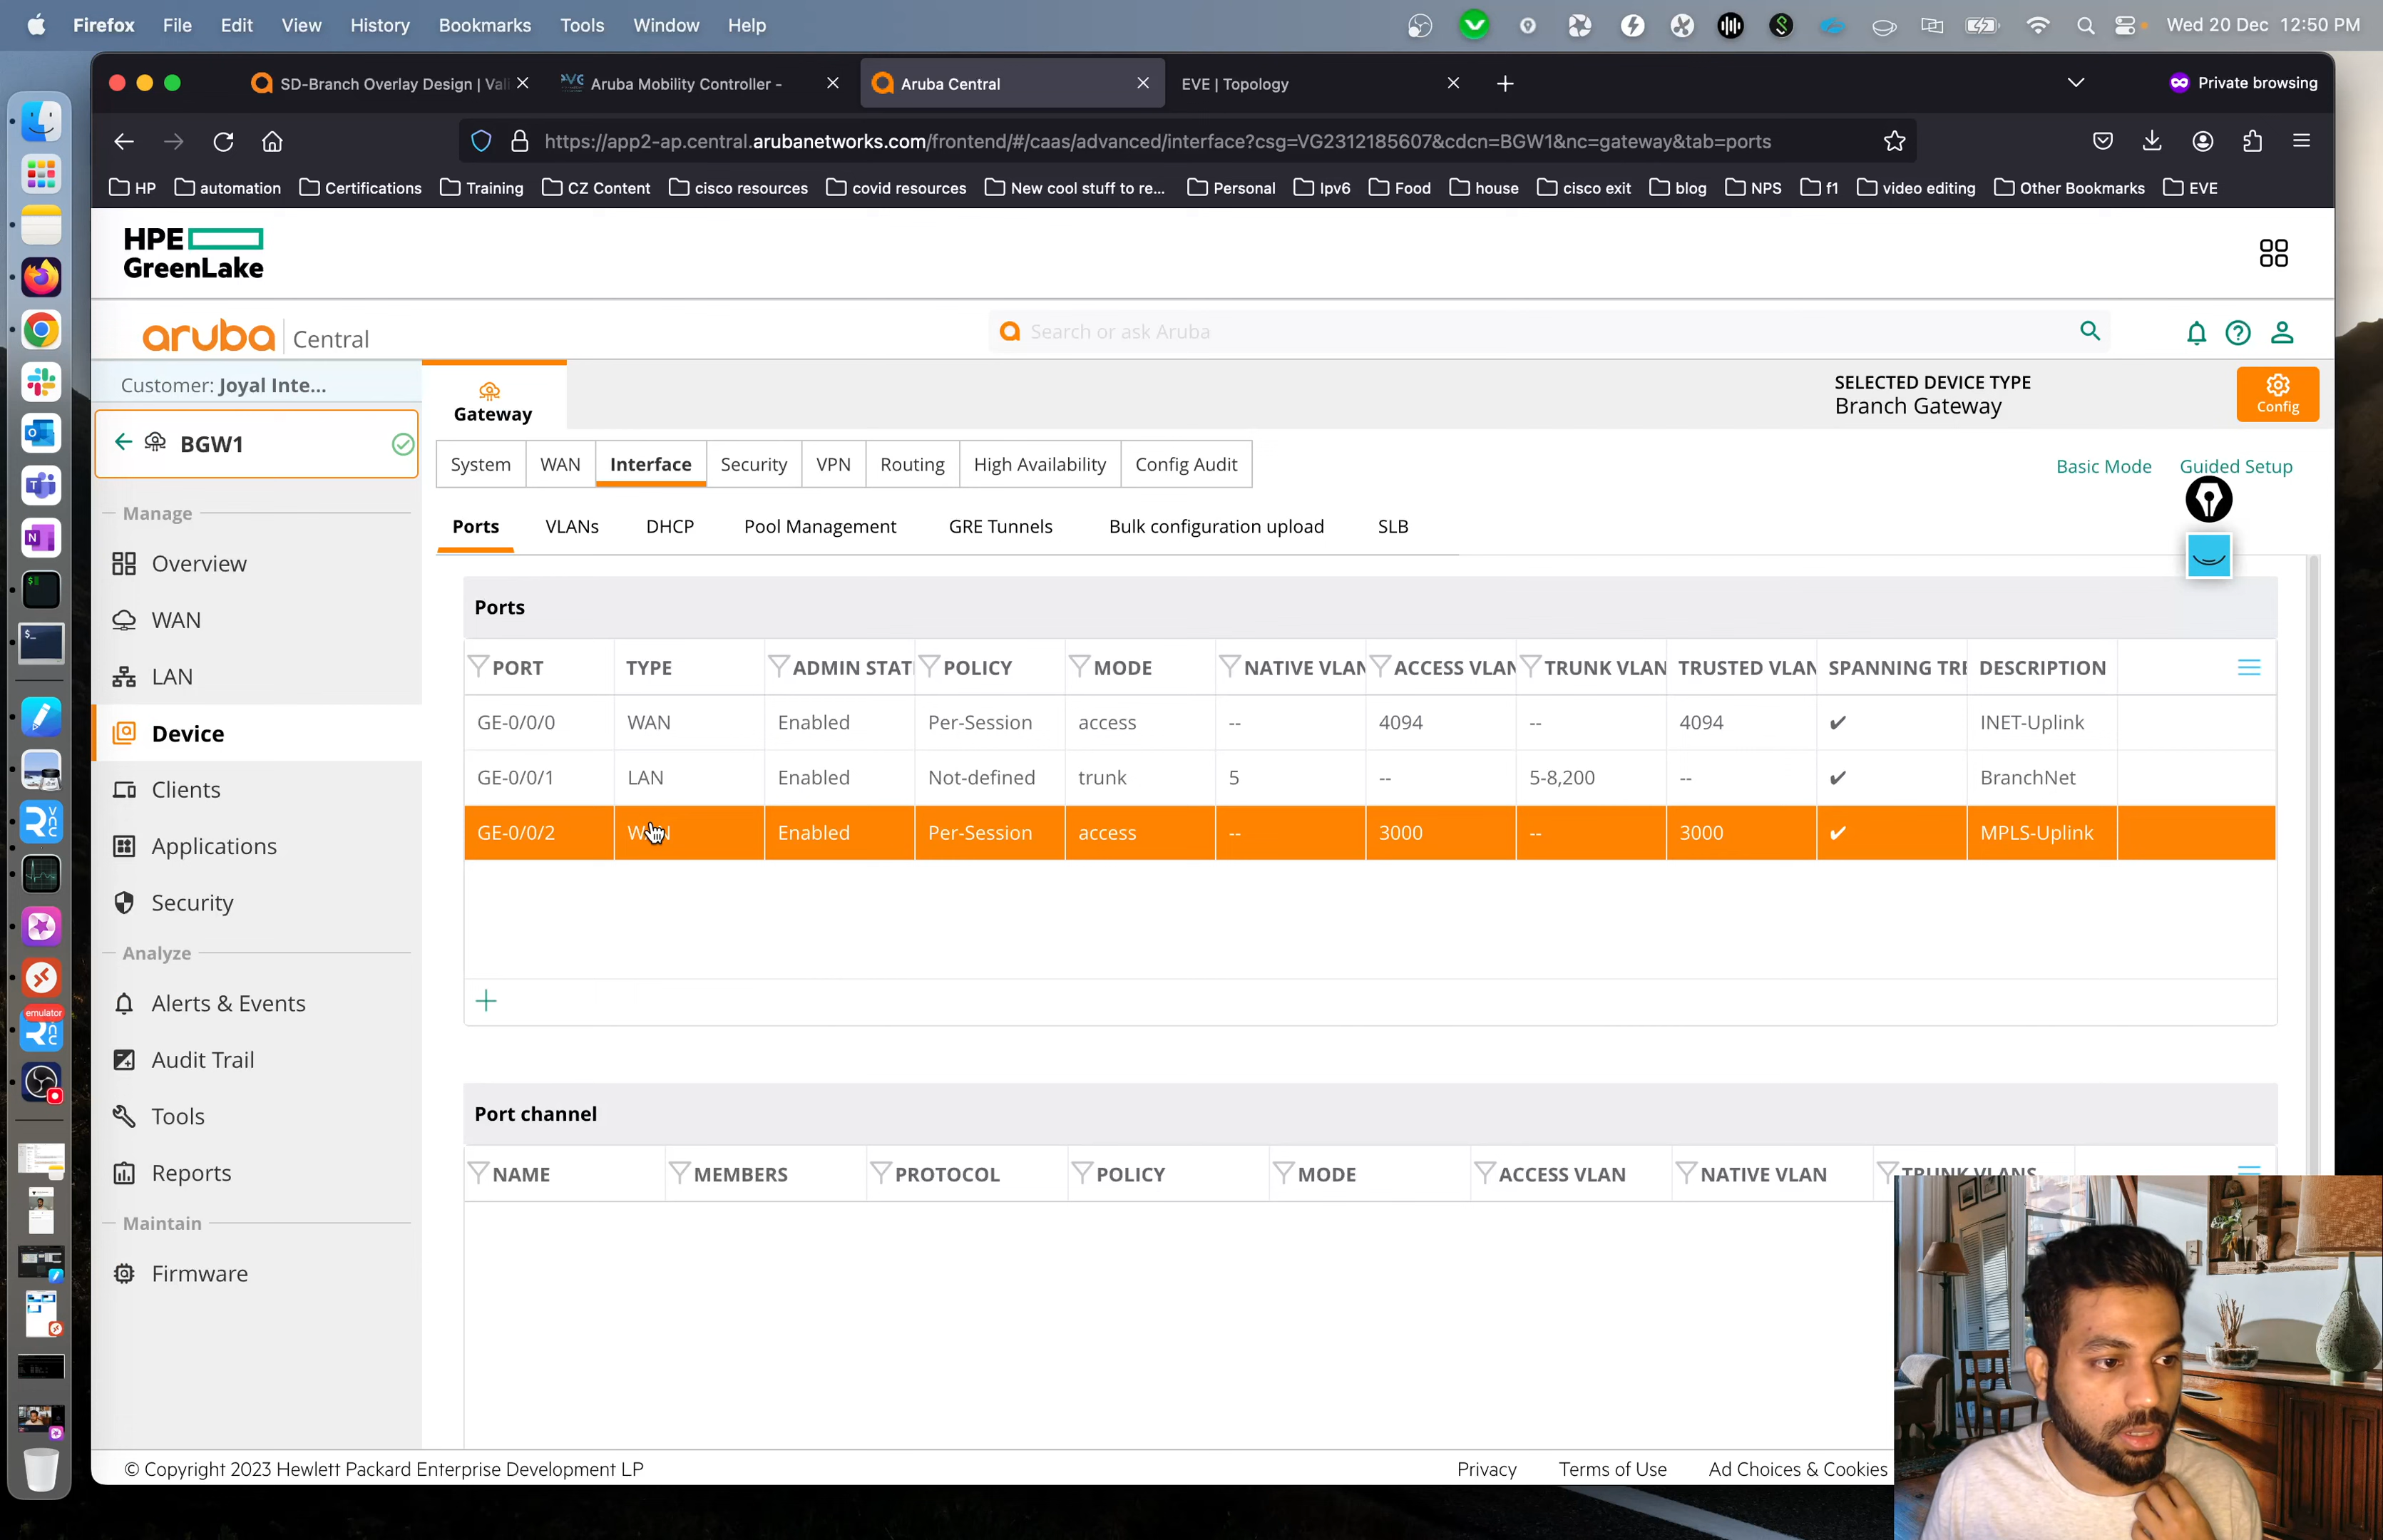 Firefox File Edit View History Bookmarks Tools Window Help
Wed 20 Dec 12:50 PM
SD-Branch Overlay Design | Vali
Aruba Mobility Controller -
Aruba Central
EVE | Topology
Private browsing
https://app2-ap.central.arubanetworks.com/frontend/#/caas/advanced/interface?csg=VG2312185607&cdcn=BGW1&nc=gateway&tab=ports
HP automation Certifications Training CZ Content cisco resources covid resources New cool stuff to re... Personal Ipv6 Food house cisco exit blog NPS f1 video editing Other Bookmarks EVE
HPE
GreenLake
aruba Central
Search or ask Aruba
Customer: Joyal Inte...
Gateway
SELECTED DEVICE TYPE
Branch Gateway
Config
BGW1
System WAN Interface Security VPN Routing High Availability Config Audit
Basic Mode Guided Setup
Manage
Overview
WAN
LAN
Device
Clients
Applications
Security
Analyze
Alerts & Events
Audit Trail
Tools
Reports
Maintain
Firmware
Ports VLANs DHCP Pool Management GRE Tunnels Bulk configuration upload SLB
Ports
PORT TYPE ADMIN STAT POLICY MODE NATIVE VLAN ACCESS VLAN TRUNK VLAN TRUSTED VLAN SPANNING TRE DESCRIPTION
GE-0/0/0 WAN Enabled Per-Session access -- 4094 -- 4094 ✔ INET-Uplink
GE-0/0/1 LAN Enabled Not-defined trunk 5 -- 5-8,200 -- ✔ BranchNet
GE-0/0/2 WAN Enabled Per-Session access -- 3000 -- 3000 ✔ MPLS-Uplink
Port channel
NAME MEMBERS PROTOCOL POLICY MODE ACCESS VLAN NATIVE VLAN TRUNK VLANS
emulator
© Copyright 2023 Hewlett Packard Enterprise Development LP
Privacy Terms of Use Ad Choices & Cookies